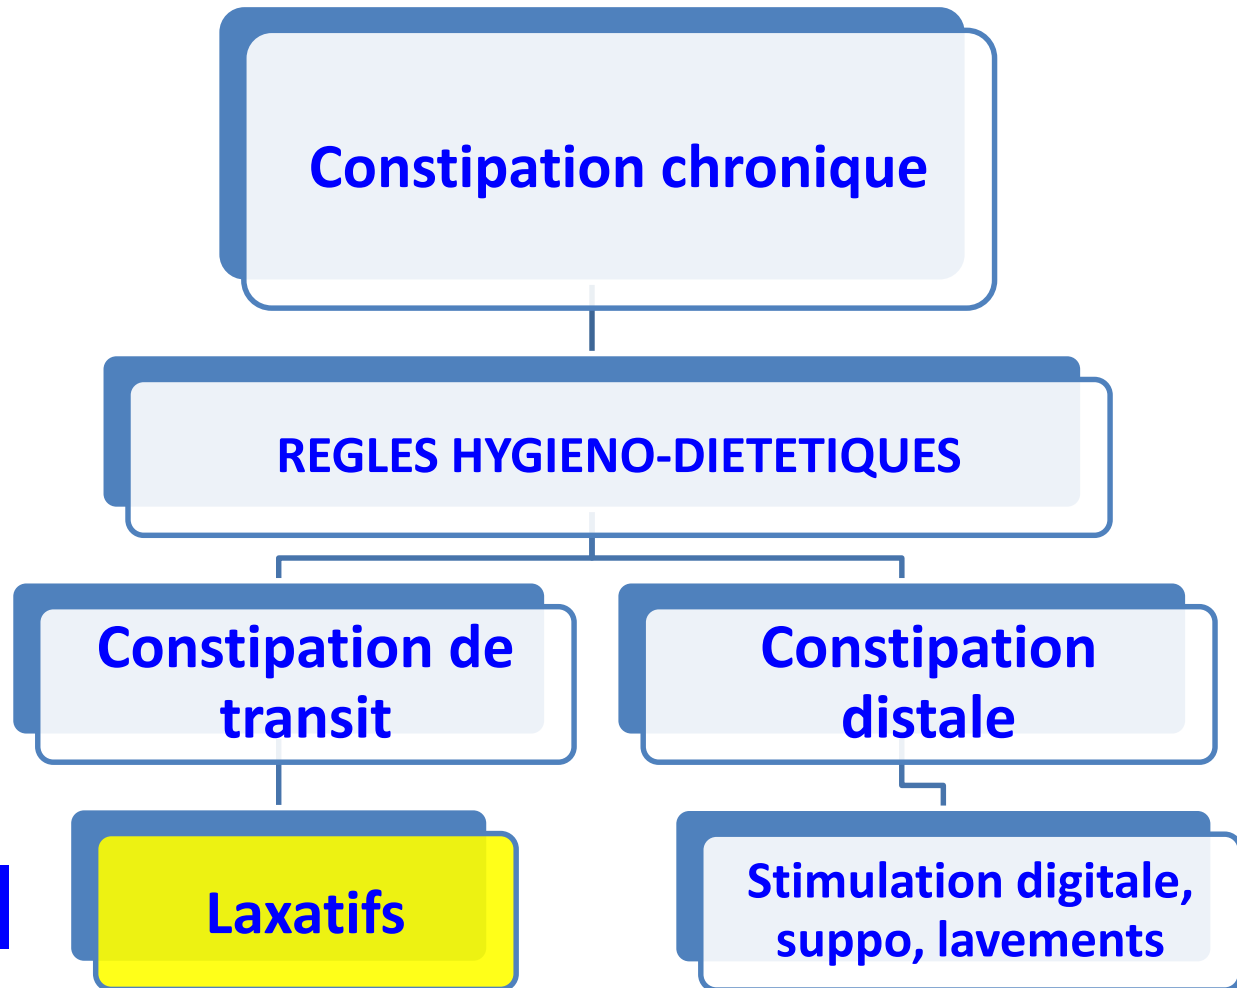 Constipation chronique
REGLES HYGIENO-DIETETIQUES
Constipation de
transit
Constipation
distale
Laxatifs
Stimulation digitale,
suppo, lavements